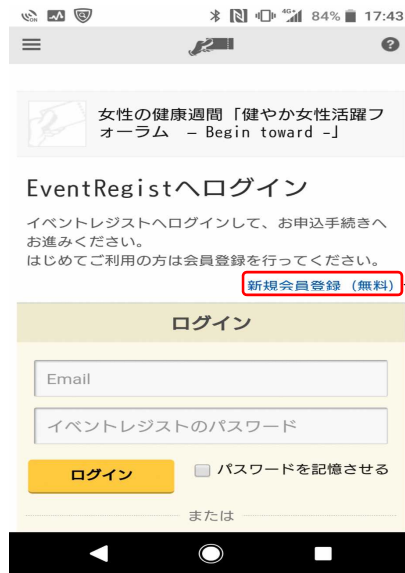 4G+ 84% 17:43
女性の健康週間「健やか女性活躍フ
ォーラム － Begin toward -」
EventRegistへログイン
イベントレジストへログインして、お申込手続きへ
お進みください。
はじめてご利用の方は会員登録を行ってください。
新規会員登録（無料）
ログイン
Email
イベントレジストのパスワード
ログイン
パスワードを記憶させる
または